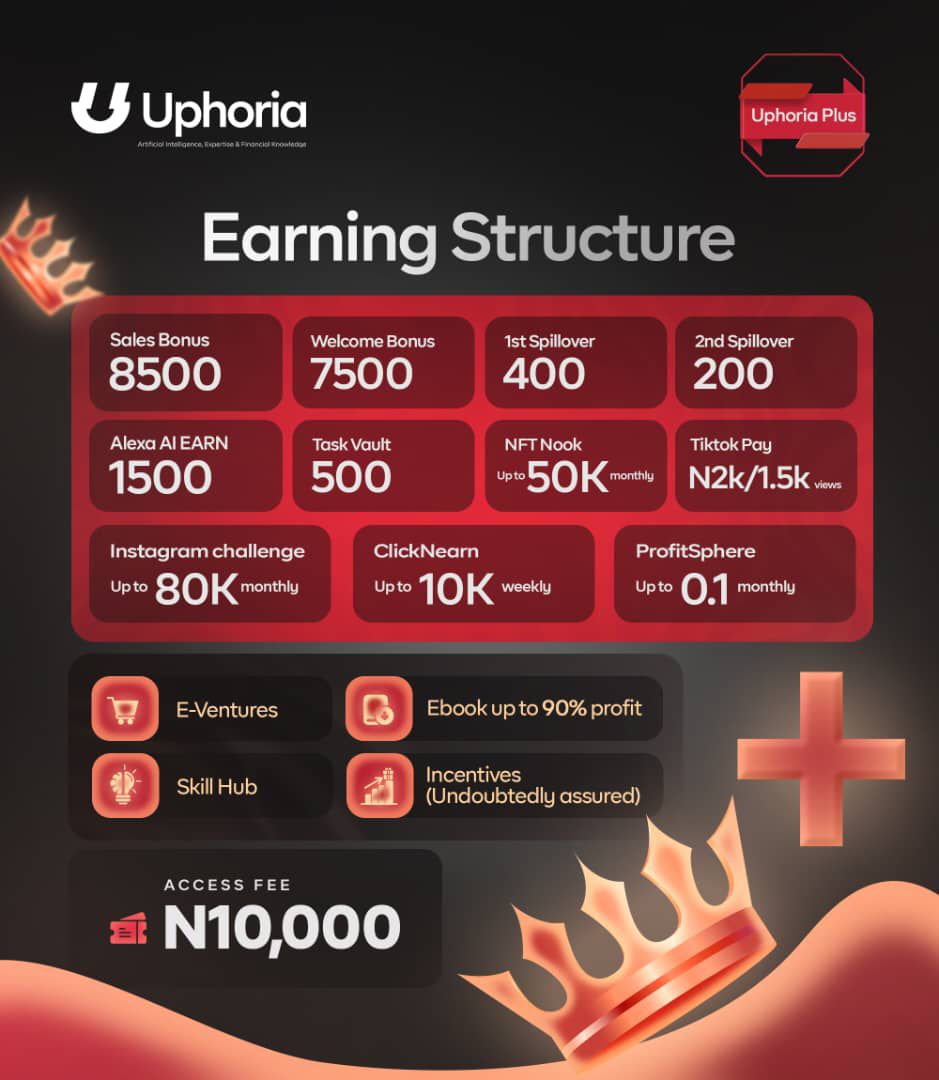 Uphoria
Artificial Intelligence, Expertise & Financial Knowledge
Uphoria Plus
Earning Structure
Sales Bonus
8500
Welcome Bonus
7500
1st Spillover
400
2nd Spillover
200
Alexa AI EARN
1500
Task Vault
500
NFT Nook
Up to 50K monthly
Tiktok Pay
N2k/1.5k views
Instagram challenge
Up to 80K monthly
ClickNearn
Up to 10K weekly
ProfitSphere
Up to 0.1 monthly
E-Ventures
Ebook up to 90% profit
Skill Hub
Incentives
(Undoubtedly assured)
ACCESS FEE
N10,000